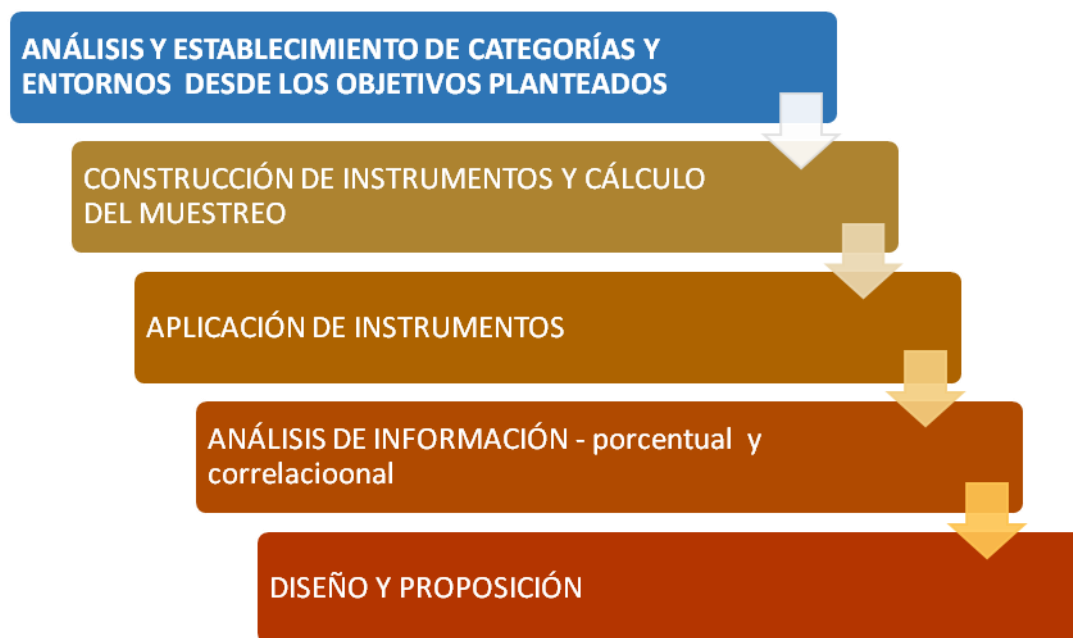 ANÁLISIS Y ESTABLECIMIENTO DE CATEGORÍAS Y
ENTORNOS DESDE LOS OBJETIVOS PLANTEADOS
CONSTRUCCIÓN DE INSTRUMENTOS Y CÁLCULO
DEL MUESTREO
APLICACIÓN DE INSTRUMENTOS
ANÁLISIS DE INFORMACIÓN - porcentual y
correlacioonal
DISEÑO Y PROPOSICIÓN